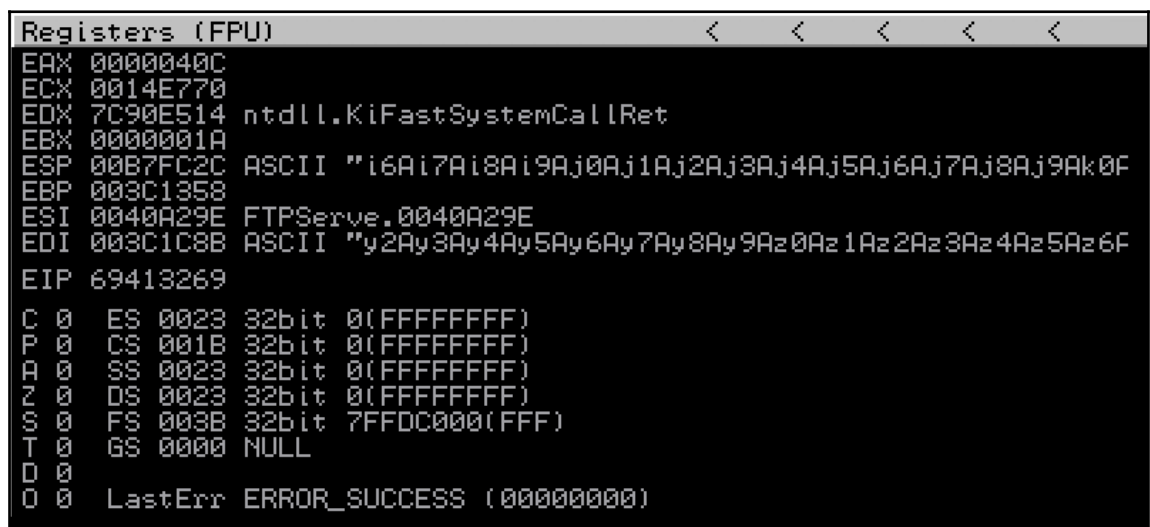 Registers (FPU) < < < < <
EAX 0000040C
ECX 0014E770
EDX 7C90E514 ntdll.KiFastSystemCallRet
EBX 0000001A
ESP 00B7FC2C ASCII "i6Ai7Ai8Ai9Aj0Aj1Aj2Aj3Aj4Aj5Aj6Aj7Aj8Aj9Ak0A
EBP 003C1358
ESI 0040A29E FTPServe.0040A29E
EDI 003C1C8B ASCII "y2Ay3Ay4Ay5Ay6Ay7Ay8Ay9Az0Az1Az2Az3Az4Az5Az6A
EIP 69413269
C 0 ES 0023 32bit 0(FFFFFFFF)
P 0 CS 001B 32bit 0(FFFFFFFF)
A 0 SS 0023 32bit 0(FFFFFFFF)
Z 0 DS 0023 32bit 0(FFFFFFFF)
S 0 FS 003B 32bit 7FFDC000(FFF)
T 0 GS 0000 NULL
D 0
O 0 LastErr ERROR_SUCCESS (00000000)